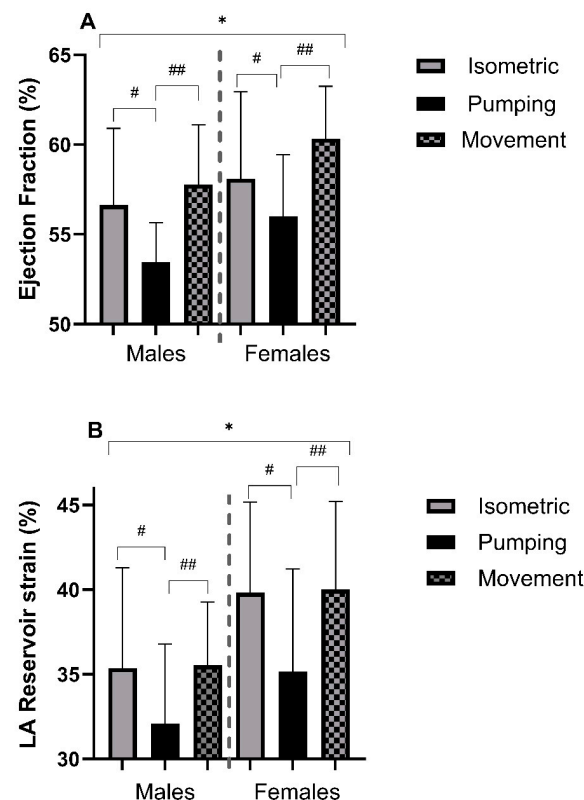 A
*
# ## # ##
Ejection Fraction (%)
65
60
55
50
Males Females
Isometric
Pumping
Movement
B
*
# ## # ##
LA Reservoir strain (%)
45
40
35
30
Males Females
Isometric
Pumping
Movement